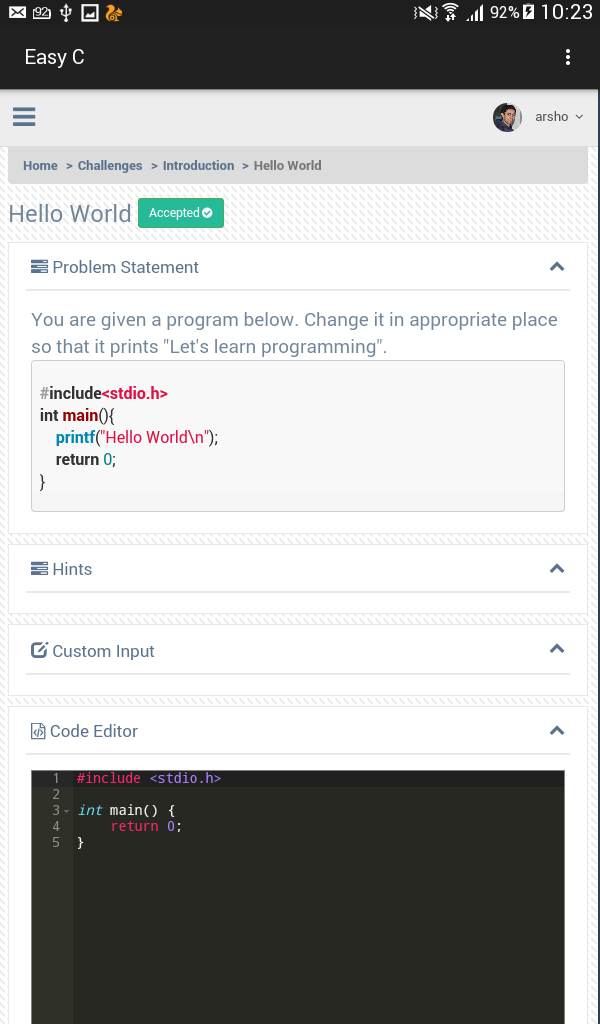 92 92% 10:23
Easy C
arsho
Home > Challenges > Introduction > Hello World
Hello World Accepted
Problem Statement
You are given a program below. Change it in appropriate place
so that it prints "Let's learn programming".
#include<stdio.h>
int main(){
printf("Hello World\n");
return 0;
}
Hints
Custom Input
Code Editor
1 #include <stdio.h>
2
3 int main() {
4 return 0;
5 }